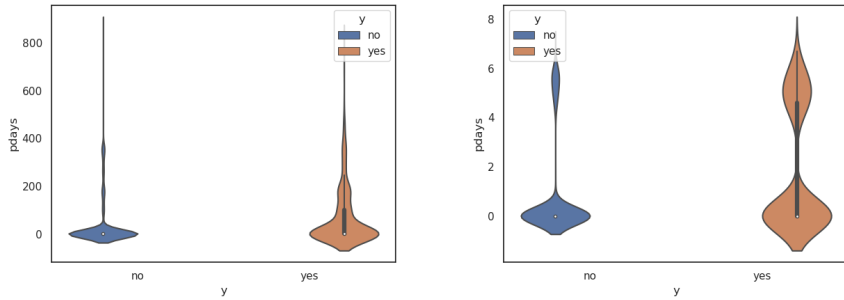 y
no
yes
800
600
400
200
0
pdays
no
yes
y
y
no
yes
8
6
4
2
0
pdays
no
yes
y